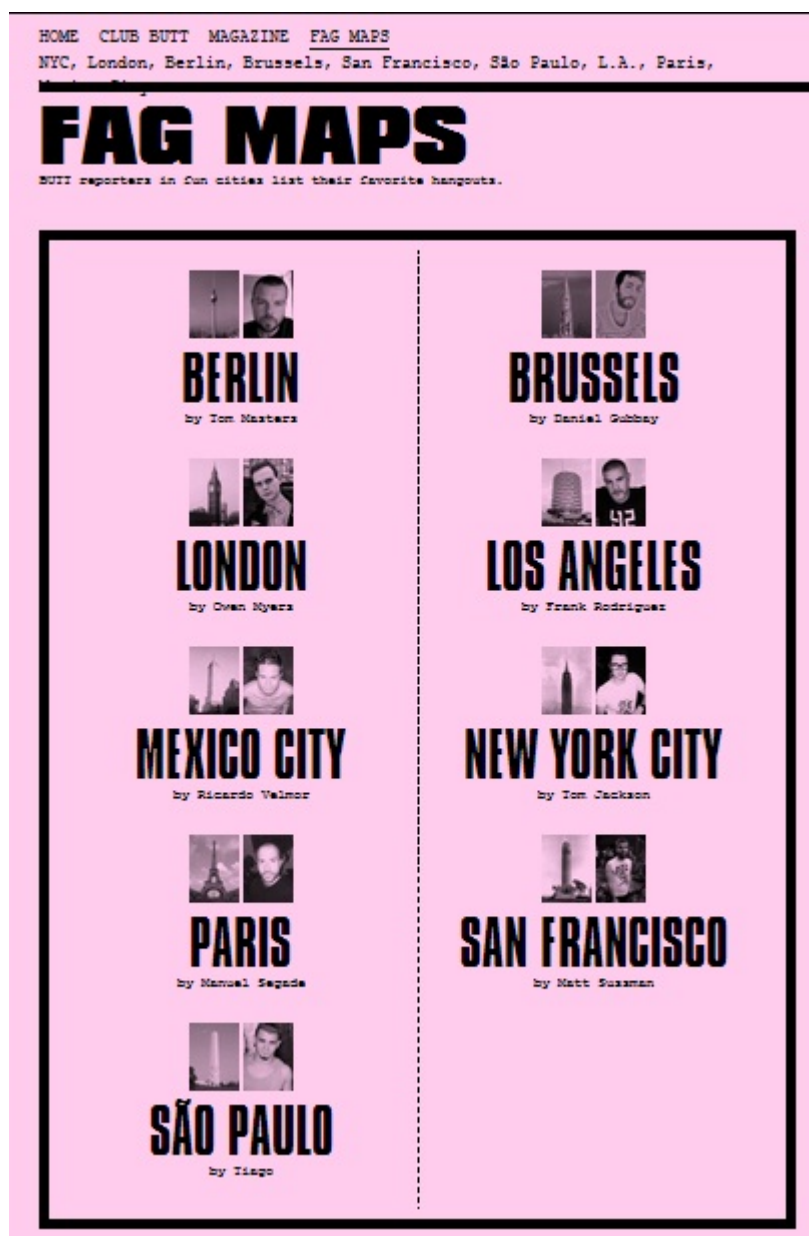 HOME CLUB BUTT MAGAZINE FAG MAPS
NYC, London, Berlin, Brussels, San Francisco, São Paulo, L.A., Paris,
FAG MAPS
BUTT reporters in fun cities list their favorite hangouts.
BERLIN
by Tom Masters
BRUSSELS
by Daniel Gubbay
LONDON
by Owen Myers
LOS ANGELES
by Frank Rodriguez
MEXICO CITY
by Ricardo Velmor
NEW YORK CITY
by Tom Jackson
PARIS
by Manuel Segade
SAN FRANCISCO
by Matt Sussman
SÃO PAULO
by Tiago